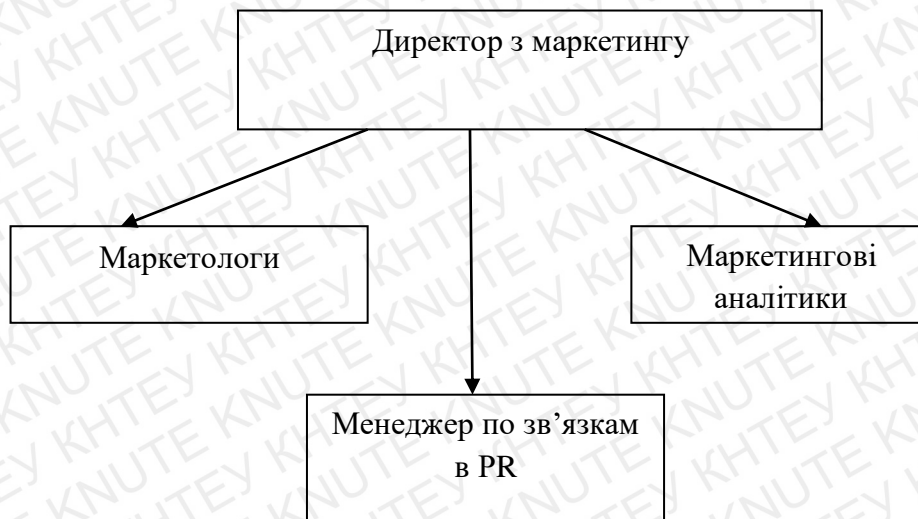 Директор з маркетингу
Маркетологи
Маркетингові
аналітики
Менеджер по зв’язкам
в PR